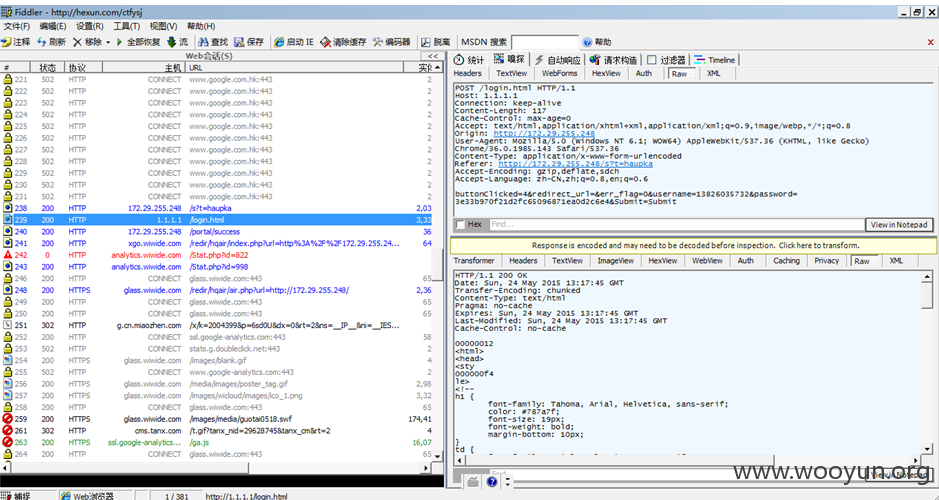 Fiddler - http://hexun.com/ctfysj
文件(F) 编辑(E) 设置(R) 工具(T) 视图(V) 帮助(H)
注释 刷新 移除 全部恢复 流 查找 保存 启动 IE 清除缓存 编码器 脱离 MSDN 搜索 帮助
Web会话(S) <<
# 状态 协议 主机 URL
221 502 HTTP CONNECT www.google.com.hk:443 2
222 502 HTTP CONNECT www.google.com.hk:443 2
223 502 HTTP CONNECT www.google.com.hk:443 2
224 502 HTTP CONNECT www.google.com.hk:443 2
225 502 HTTP CONNECT www.google.com.hk:443 2
226 502 HTTP CONNECT www.google.com.hk:443 2
227 502 HTTP CONNECT www.google.com.hk:443 2
228 502 HTTP CONNECT www.google.com.hk:443 2
229 502 HTTP CONNECT www.google.com.hk:443 2
230 502 HTTP CONNECT www.google.com.hk:443 2
231 502 HTTP CONNECT www.google.com.hk:443 2
238 200 HTTP 172.29.255.248 /s?t=haupka 2,03
239 200 HTTP 1.1.1.1 /login.html 3,33
240 200 HTTP 172.29.255.248 /portal/success 36
241 200 HTTP xgo.wiwide.com /redir/hqair/index.php?url=http%3A%2F%2F172.29.255.24... 64
242 0 HTTP analytics.wiwide.com /Stat.php?id=822
243 200 HTTP analytics.wiwide.com /Stat.php?id=998
246 200 HTTP CONNECT glass.wiwide.com:443 65
248 200 HTTPS glass.wiwide.com /redir/hqair/air.php?url=http://172.29.255.248/ 2,36
249 200 HTTP CONNECT glass.wiwide.com:443 65
250 200 HTTP CONNECT glass.wiwide.com:443 65
251 302 HTTP g.cn.miaozhen.com /x/k=2004399&p=6sd0U&dx=0&rt=2&ns=__IP__&ni=__IES...
252 200 HTTP CONNECT ssl.google-analytics.com:443 58
253 502 HTTP CONNECT stats.g.doubleclick.net:443 2
254 200 HTTPS glass.wiwide.com /images/blank.gif 4
255 502 HTTP CONNECT www.google-analytics.com:443 2
256 200 HTTPS glass.wiwide.com /media/images/poster_tag.gif 2,98
257 200 HTTPS glass.wiwide.com /images/wicloud/images/ico_1.png 3,32
258 200 HTTP CONNECT glass.wiwide.com:443 65
259 200 HTTPS glass.wiwide.com /images/media/guotai0518.swf 174,41
261 302 HTTP cms.tanx.com /t.gif?tanx_nid=29628745&tanx_cm&rt=2 4
263 200 HTTPS ssl.google-analytics... /ga.js 16,07
264 200 HTTP CONNECT glass.wiwide.com:443 65
统计 嗅探 自动响应 请求构造 过滤器 Timeline
Headers TextView WebForms HexView Auth Raw XML
POST /login.html HTTP/1.1
Host: 1.1.1.1
Connection: keep-alive
Content-Length: 117
Cache-Control: max-age=0
Accept: text/html,application/xhtml+xml,application/xml;q=0.9,image/webp,*/*;q=0.8
Origin: http://172.29.255.248
User-Agent: Mozilla/5.0 (Windows NT 6.1; WOW64) AppleWebKit/537.36 (KHTML, like Gecko)
Chrome/36.0.1985.143 Safari/537.36
Content-Type: application/x-www-form-urlencoded
Referer: http://172.29.255.248/s?t=haupka
Accept-Encoding: gzip,deflate,sdch
Accept-Language: zh-CN,zh;q=0.8,en;q=0.6
buttonClicked=4&redirect_url=&err_flag=0&username=13826035732&password=
3e33b970f21d2fc65096871ea0d2c6e4&Submit=Submit
Hex Find... View in Notepad
Response is encoded and may need to be decoded before inspection. Click here to transform.
Transformer Headers TextView ImageView HexView WebView Auth Caching Privacy Raw XML
HTTP/1.1 200 OK
Date: Sun, 24 May 2015 13:17:45 GMT
Transfer-Encoding: chunked
Content-Type: text/html
Pragma: no-cache
Expires: Sun, 24 May 2015 13:17:45 GMT
Last-Modified: Sun, 24 May 2015 13:17:45 GMT
Cache-Control: no-cache
00000012
<html>
<head>
<sty
000000f4
le>
<!--
h1 {
font-family: Tahoma, Arial, Helvetica, sans-serif;
color: #787a7f;
font-size: 19px;
font-weight: bold;
margin-bottom: 10px;
}
td {
Find...
www.wooyun.org
捕获 Web浏览器 1 / 381 http://1.1.1.1/login.html